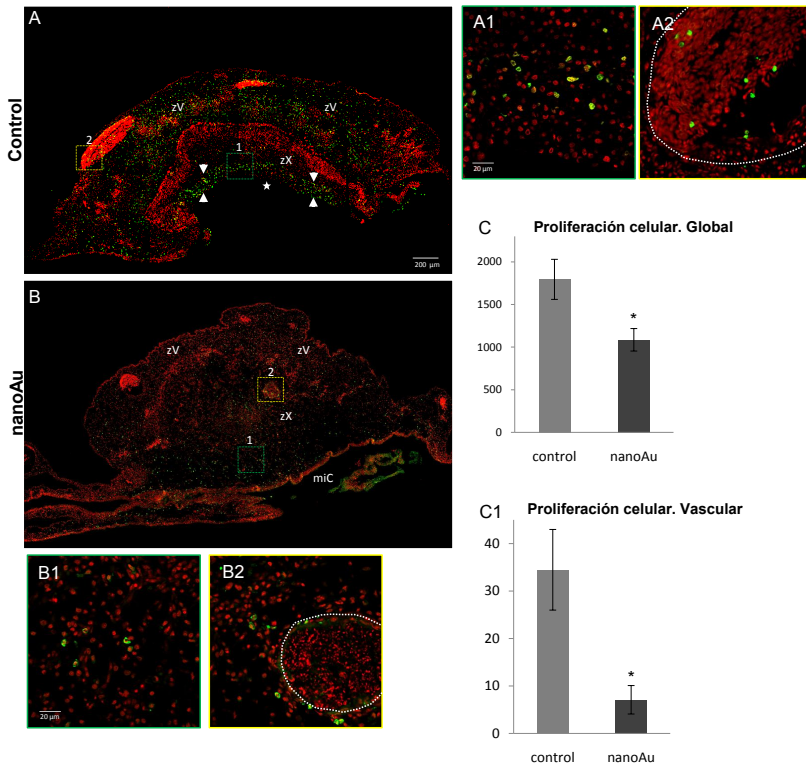 A
Control
zV
zV
2
1
zX
200 µm
A1
20 µm
A2
B
nanoAu
zV
zV
2
zX
1
miC
B1
20 µm
B2
C
Proliferación celular. Global
2000
1500
1000
500
0
*
control
nanoAu
C1
Proliferación celular. Vascular
40
30
20
10
0
*
control
nanoAu